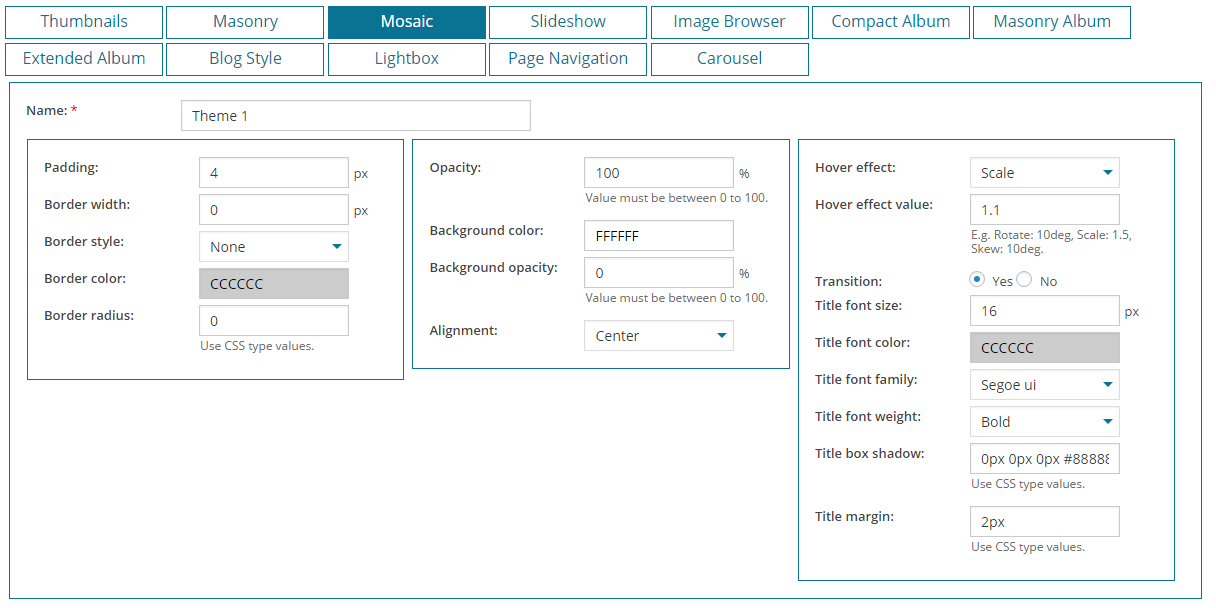 Thumbnails Masonry Mosaic Slideshow Image Browser Compact Album Masonry Album
Extended Album Blog Style Lightbox Page Navigation Carousel
Name: * Theme 1
Padding: 4 px
Border width: 0 px
Border style: None
Border color: CCCCCC
Border radius: 0
Use CSS type values.
Opacity: 100 %
Value must be between 0 to 100.
Background color: FFFFFF
Background opacity: 0 %
Value must be between 0 to 100.
Alignment: Center
Hover effect: Scale
Hover effect value: 1.1
E.g. Rotate: 10deg, Scale: 1.5,
Skew: 10deg.
Transition: Yes No
Title font size: 16 px
Title font color: CCCCCC
Title font family: Segoe ui
Title font weight: Bold
Title box shadow: 0px 0px 0px #88888
Use CSS type values.
Title margin: 2px
Use CSS type values.